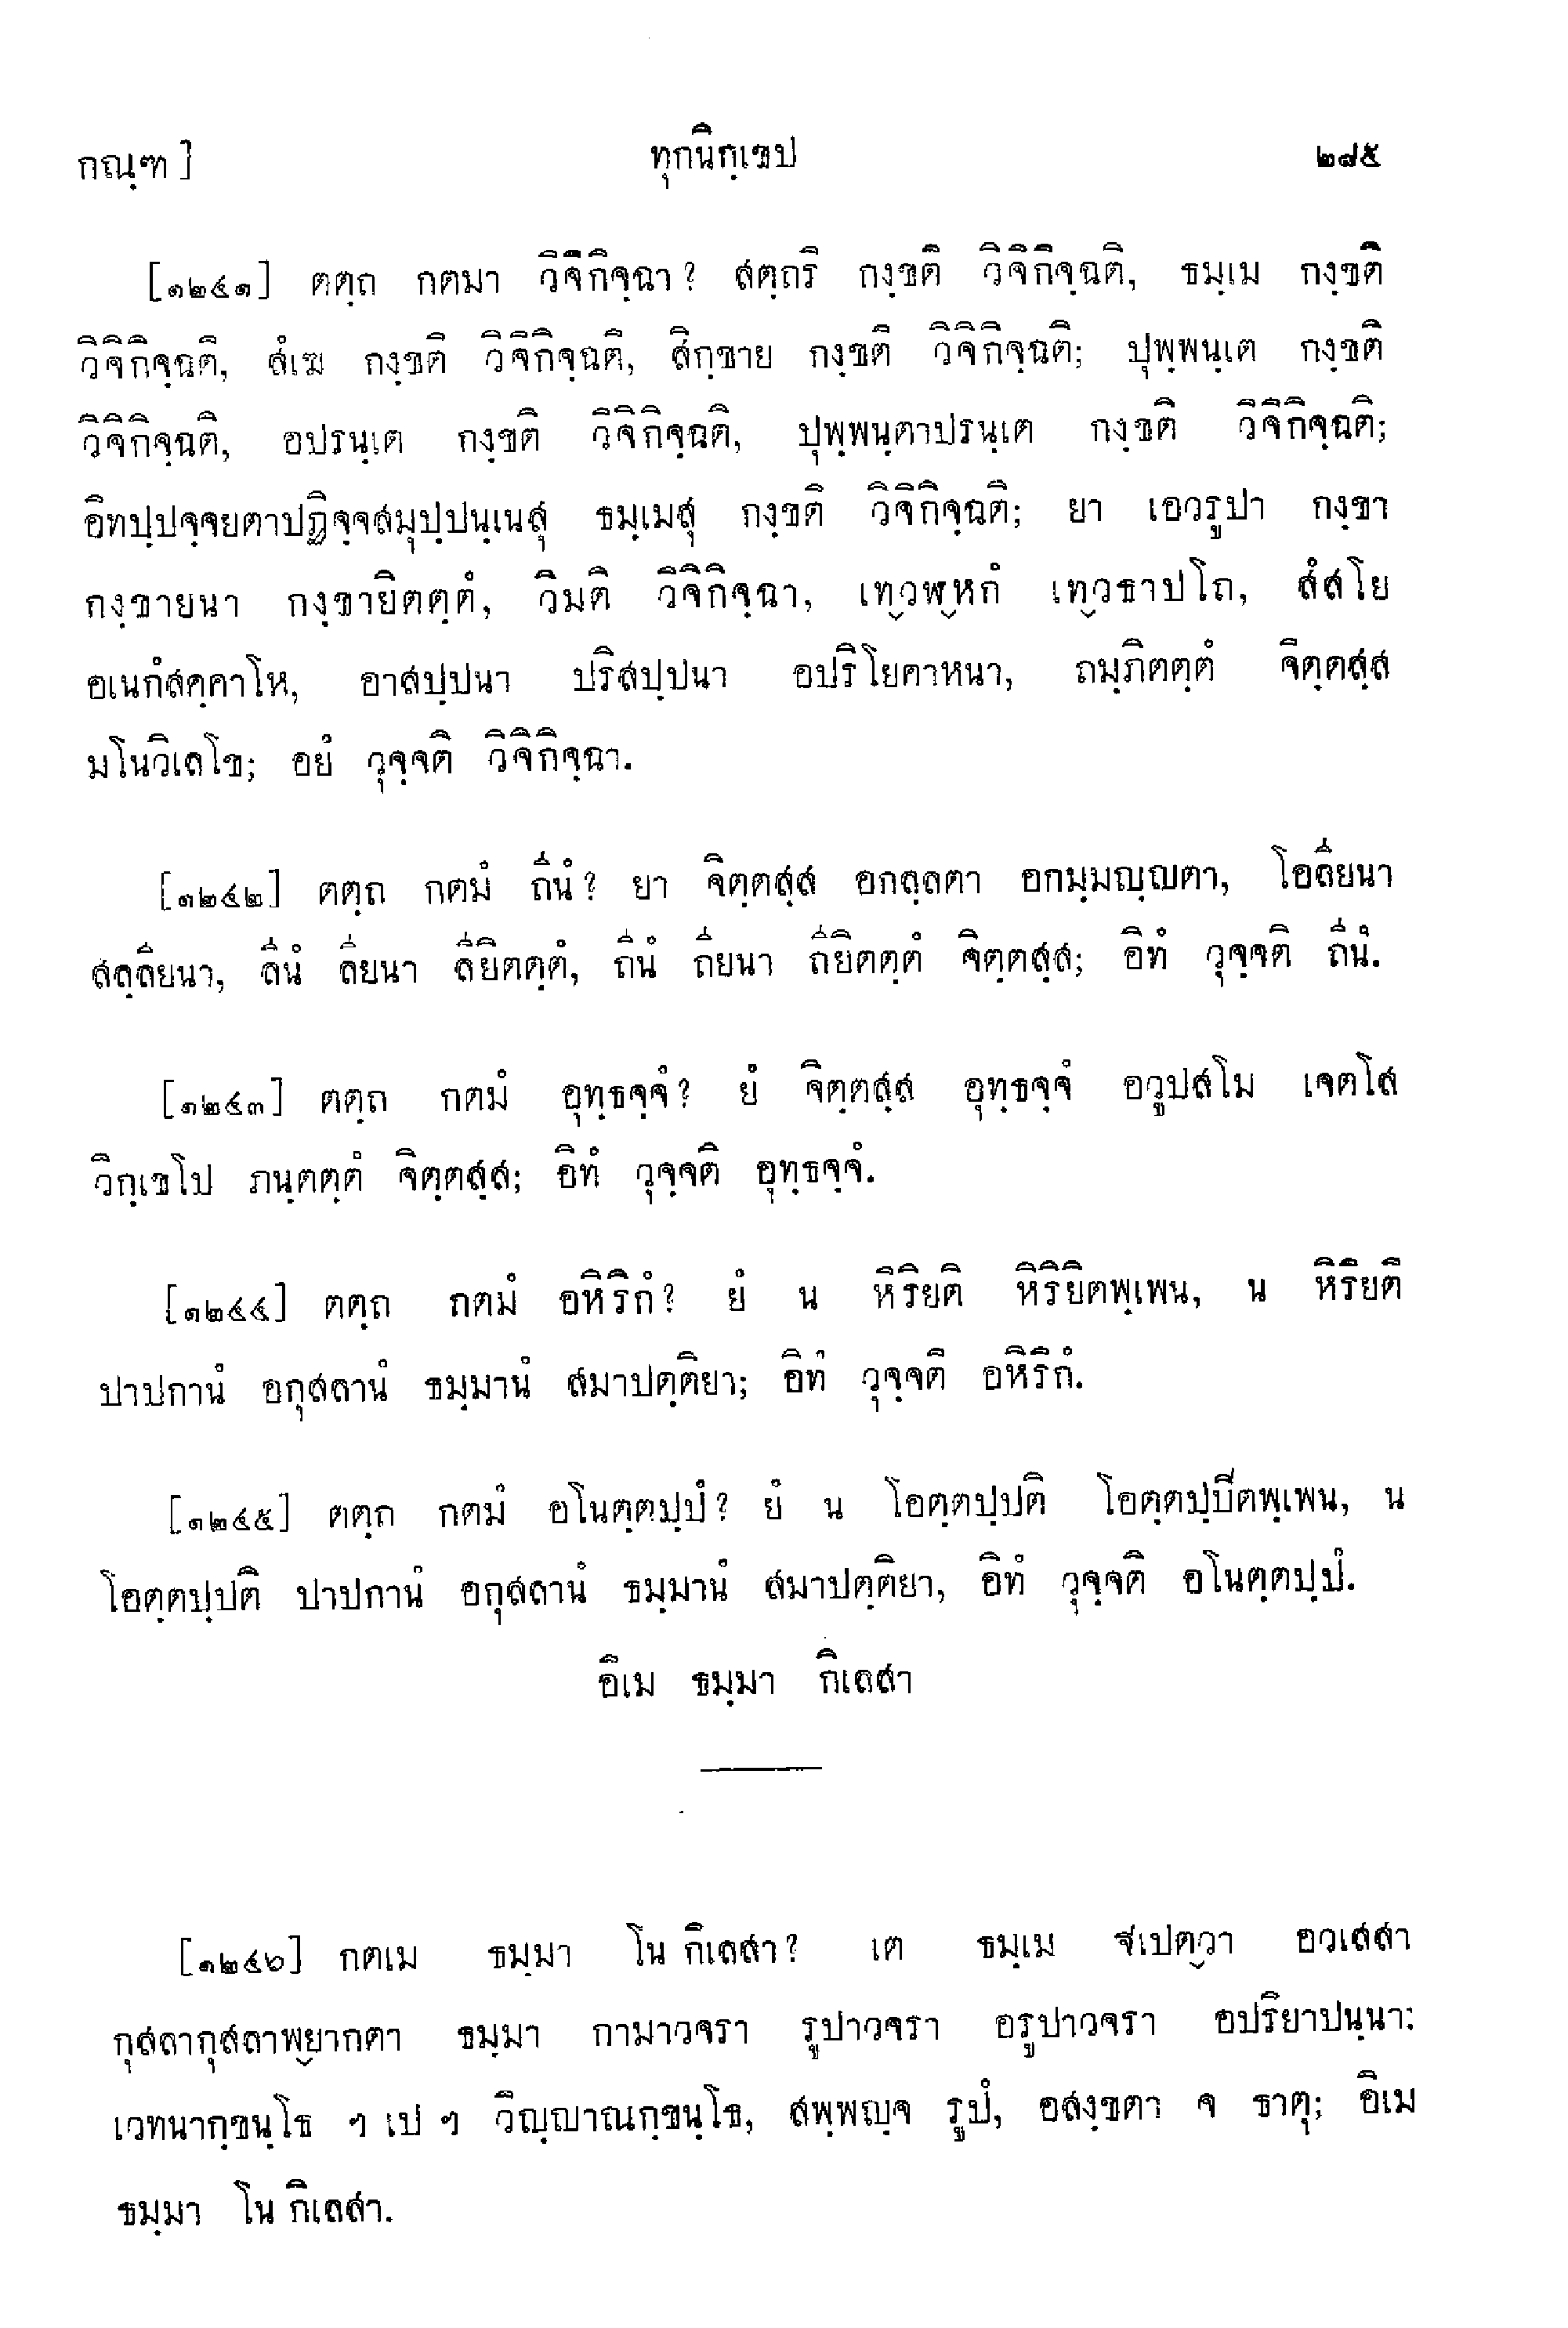 กณฺฑ]
ทุกนิกฺเขป
๒๗๕
[๑๒๔๑] ตตฺถ กตมา วิจิกิจฺฉา? สตฺถริ กงฺขติ วิจิกิจฺฉติ, ธมฺเม กงฺขติ
วิจิกิจฺฉติ, สํเฆ กงฺขติ วิจิกิจฺฉติ, สิกฺขาย กงฺขติ วิจิกิจฺฉติ; ปุพฺพนฺเต กงฺขติ
วิจิกิจฺฉติ, อปรนฺเต กงฺขติ วิจิกิจฺฉติ, ปุพฺพนฺตาปรนฺเต กงฺขติ วิจิกิจฺฉติ;
อิทปฺปจฺจยตาปฏิจฺจสมุปฺปนฺเนสุ ธมฺเมสุ กงฺขติ วิจิกิจฺฉติ; ยา เอวรูปา กงฺขา
กงฺขายนา กงฺขายิตตฺตํ, วิมติ วิจิกิจฺฉา, เท๎วฬ๎หกํ เท๎วธาปโถ, สํสโย
อเนกํสคฺคาโห, อาสปฺปนา ปริสปฺปนา อปริโยคาหนา, ถมฺภิตตฺตํ จิตฺตสฺส
มโนวิเลโข; อยํ วุจฺจติ วิจิกิจฺฉา.
[๑๒๔๒] ตตฺถ กตมํ ถีนํ? ยา จิตฺตสฺส อกลฺลตา อกมฺมญฺญตา, โอลียนา
สลฺลียนา, ลีนํ ลียนา ลียิตตฺตํ, ถีนํ ถียนา ถียิตตฺตํ จิตฺตสฺส; อิทํ วุจฺจติ ถีนํ.
[๑๒๔๓] ตตฺถ กตมํ อุทฺธจฺจํ? ยํ จิตฺตสฺส อุทฺธจฺจํ อวูปสโม เจตโส
วิกฺเขโป ภนฺตตฺตํ จิตฺตสฺส; อิทํ วุจฺจติ อุทฺธจฺจํ.
[๑๒๔๔] ตตฺถ กตมํ อหิริกํ? ยํ น หิริยติ หิริยิตพฺเพน, น หิริยติ
ปาปกานํ อกุสลานํ ธมฺมานํ สมาปตฺติยา; อิทํ วุจฺจติ อหิริกํ.
[๑๒๔๕] ตตฺถ กตมํ อโนตฺตปฺปํ? ยํ น โอตฺตปฺปติ โอตฺตปฺปิตพฺเพน, น
โอตฺตปฺปติ ปาปกานํ อกุสลานํ ธมฺมานํ สมาปตฺติยา, อิทํ วุจฺจติ อโนตฺตปฺปํ.
อิเม ธมฺมา กิเลสา
[๑๒๔๖] กตเม ธมฺมา โน กิเลสา? เต ธมฺเม ฐเปต๎วา อวเสสา
กุสลากุสลาพ๎ยากตา ธมฺมา กามาวจรา รูปาวจรา อรูปาวจรา อปริยาปนฺนา:
เวทนากฺขนฺโธ ฯ เป ฯ วิญฺญาณกฺขนฺโธ, สพฺพญฺจ รูปํ, อสงฺขตา จ ธาตุ; อิเม
ธมฺมา โน กิเลสา.